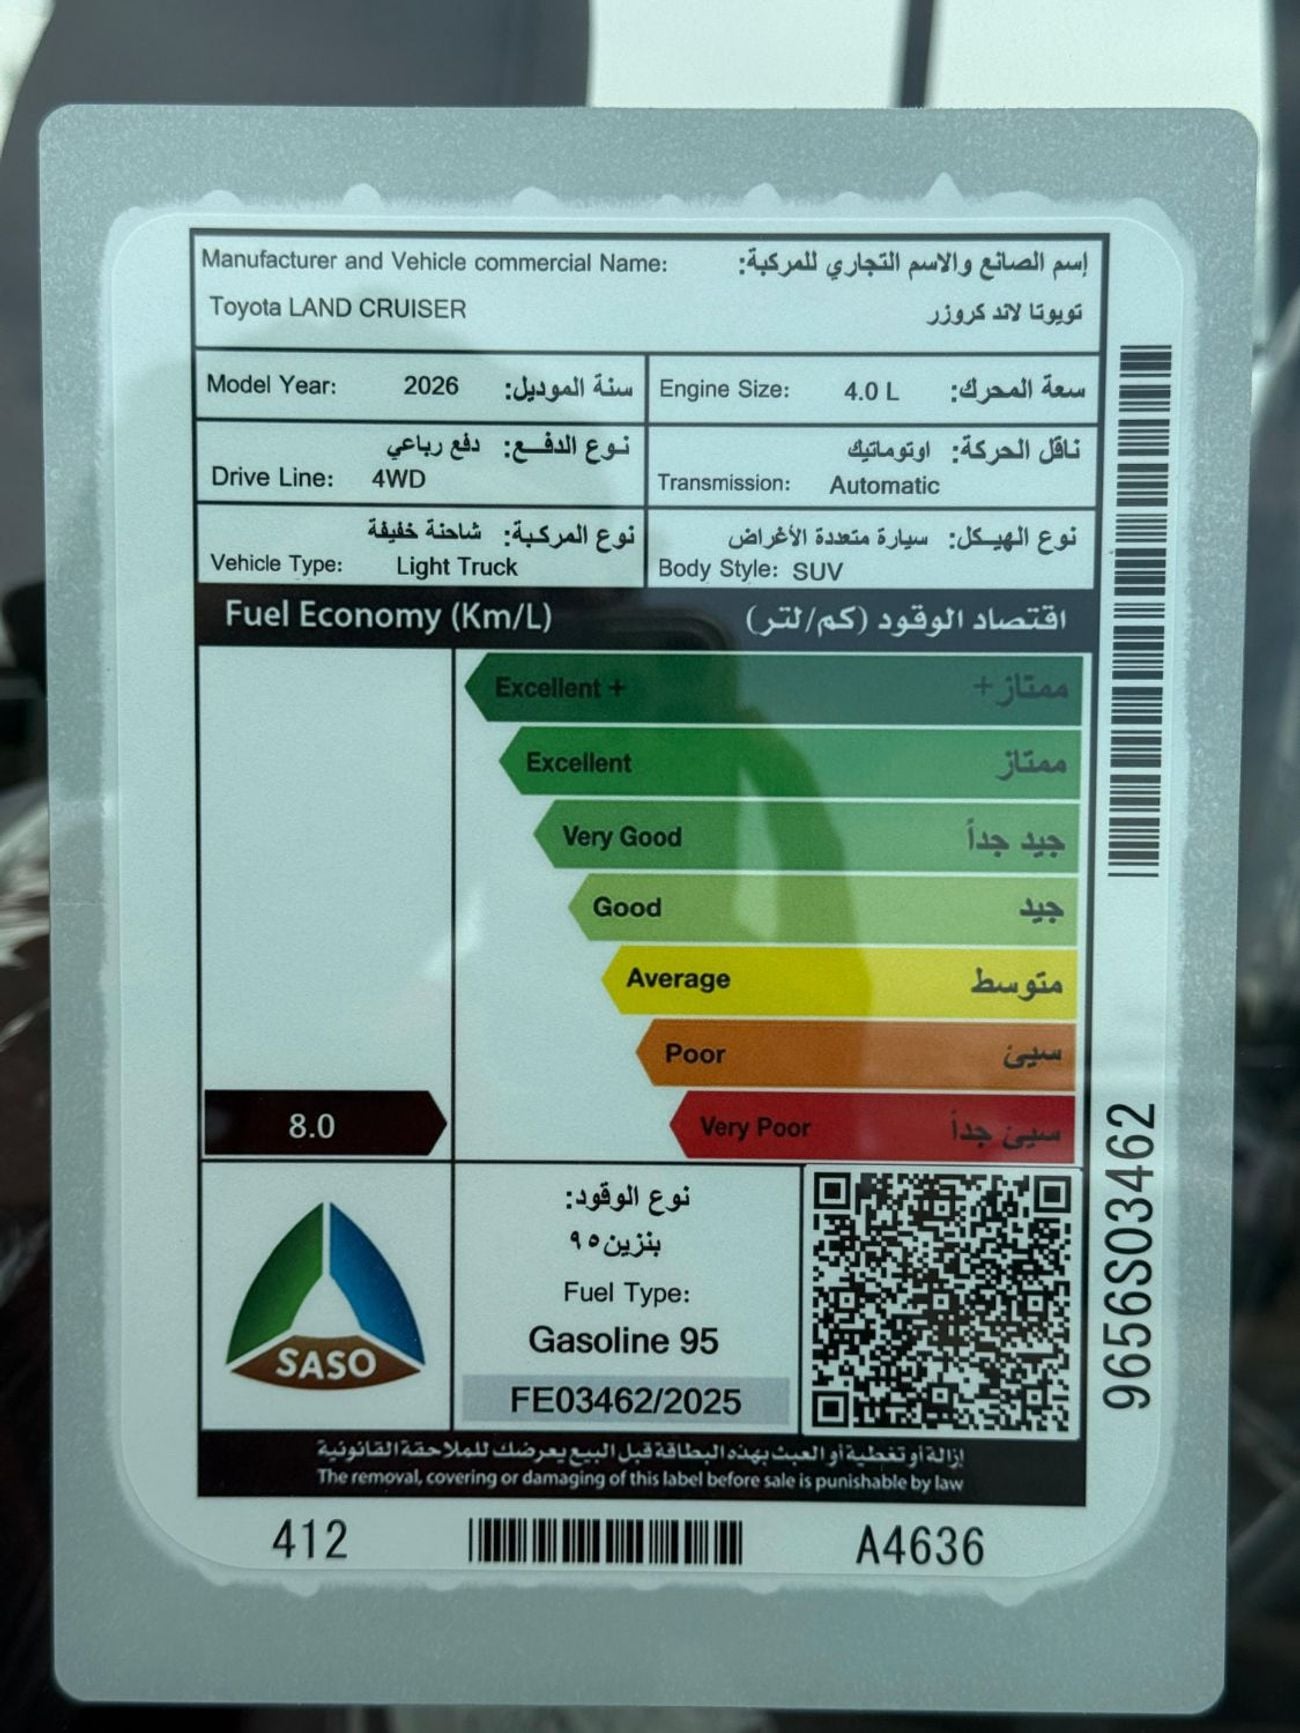 Manufacturer and Vehicle commercial Name: إسم الصانع والاسم التجاري للمركبة:
Toyota LAND CRUISER تويوتا لاند كروزر
Model Year: 2026 سنة الموديل: Engine Size: 4.0 L سعة المحرك:
نوع الدفع: دفع رباعي ناقل الحركة: اوتوماتيك
Drive Line: 4WD Transmission: Automatic
نوع المركبة: شاحنة خفيفة نوع الهيكل: سيارة متعددة الأغراض
Vehicle Type: Light Truck Body Style: SUV
Fuel Economy (Km/L) اقتصاد الوقود (كم/لتر)
Excellent + ممتاز +
Excellent ممتاز
Very Good جيد جداً
Good جيد
Average متوسط
Poor سيئ
8.0 Very Poor سيئ جداً
نوع الوقود:
بنزين ٩٥
Fuel Type:
Gasoline 95
SASO
FE03462/2025
إزالة أو تغطية أو العبث بهذه البطاقة قبل البيع يعرضك للملاحقة القانونية
The removal, covering or damaging of this label before sale is punishable by law
412 A4636
9656S03462